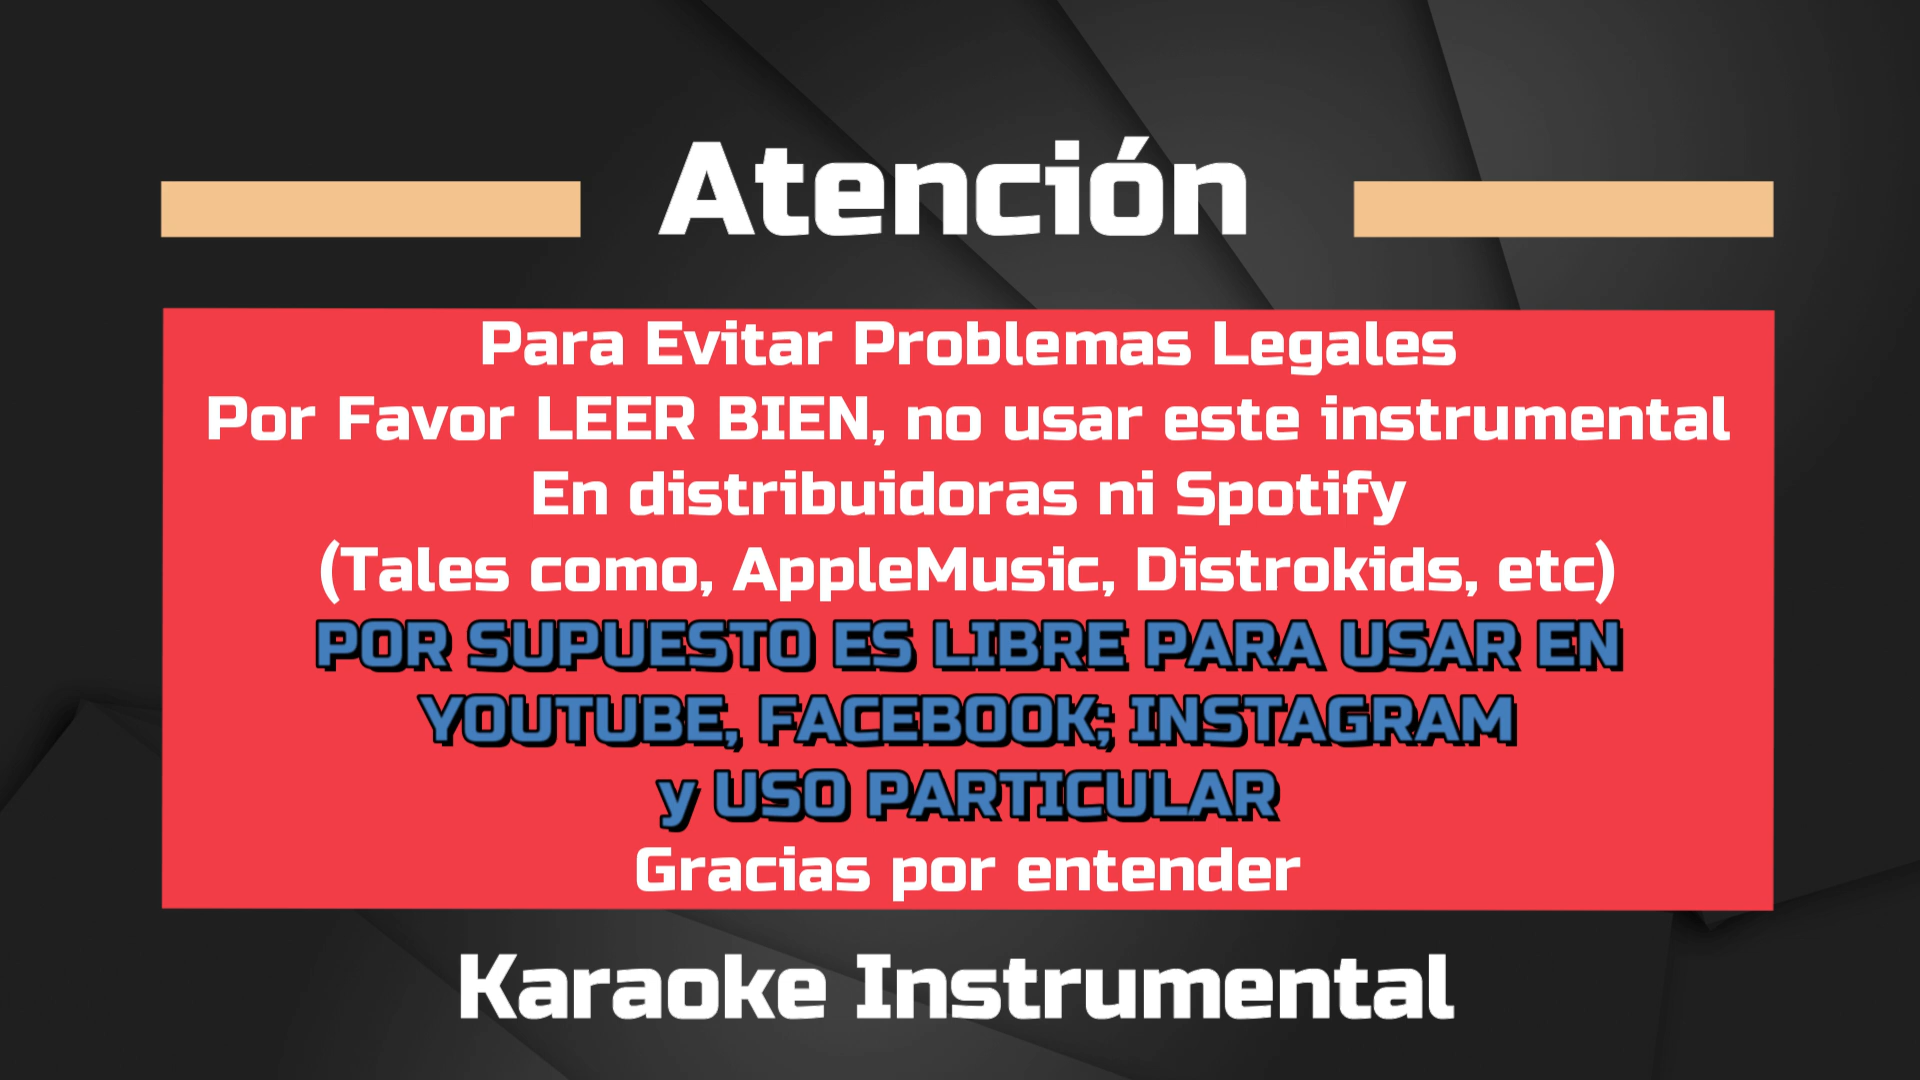 Atención
Para Evitar Problemas Legales
Por Favor LEER BIEN, no usar este instrumental
En distribuidoras ni Spotify
(Tales como, AppleMusic, Distrokids, etc)
POR SUPUESTO ES LIBRE PARA USAR EN
YOUTUBE, FACEBOOK; INSTAGRAM
y USO PARTICULAR
Gracias por entender
Karaoke Instrumental